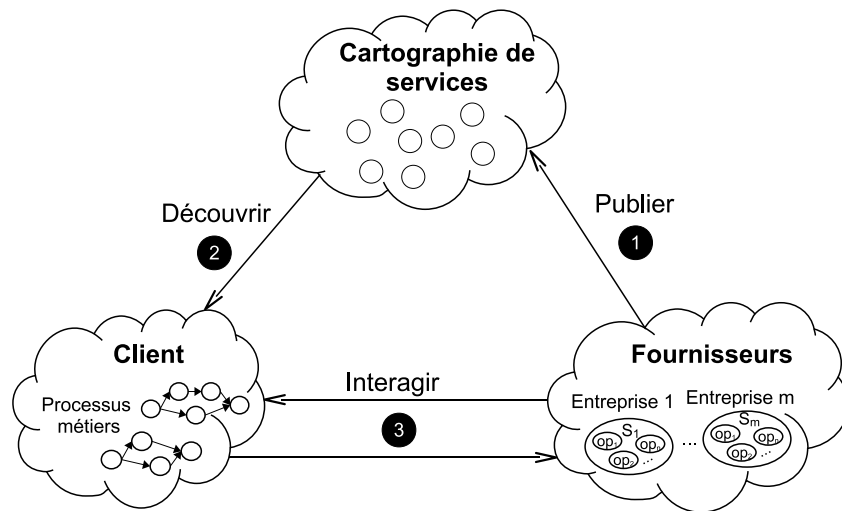 Cartographie de
services
Découvrir
2
Publier
1
Client
Processus
métiers
Interagir
3
Fournisseurs
Entreprise 1
Entreprise m
S1
op1
opn
op2
...
...
Sm
op1
opp
op2
...